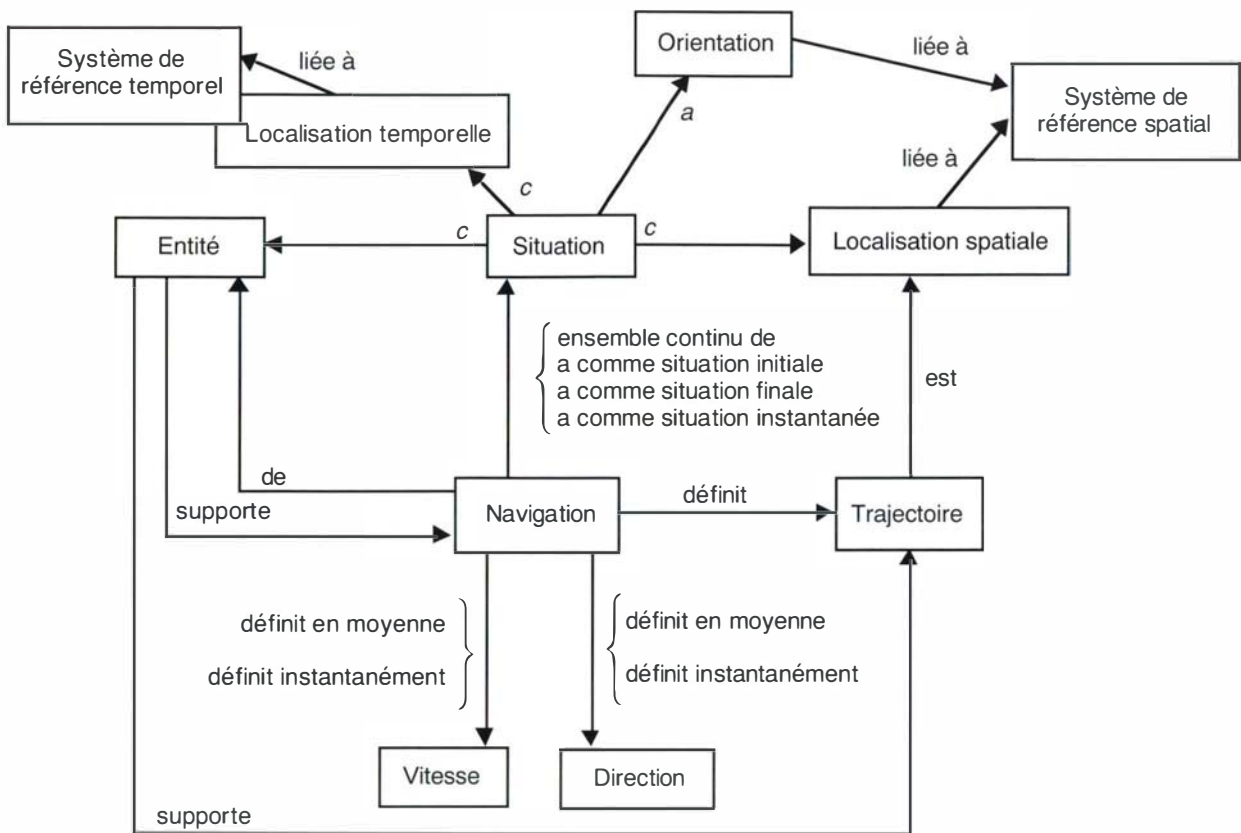 Orientation
Système de
référence temporel
liée à
liée à
Système de
référence spatial
Localisation temporelle
a
liée à
c
Entité
c
Situation
c
Localisation spatiale
ensemble continu de
a comme situation initiale
a comme situation finale
a comme situation instantanée
est
de
supporte
Navigation
définit
Trajectoire
définit en moyenne
définit instantanément
définit en moyenne
définit instantanément
Vitesse
Direction
supporte